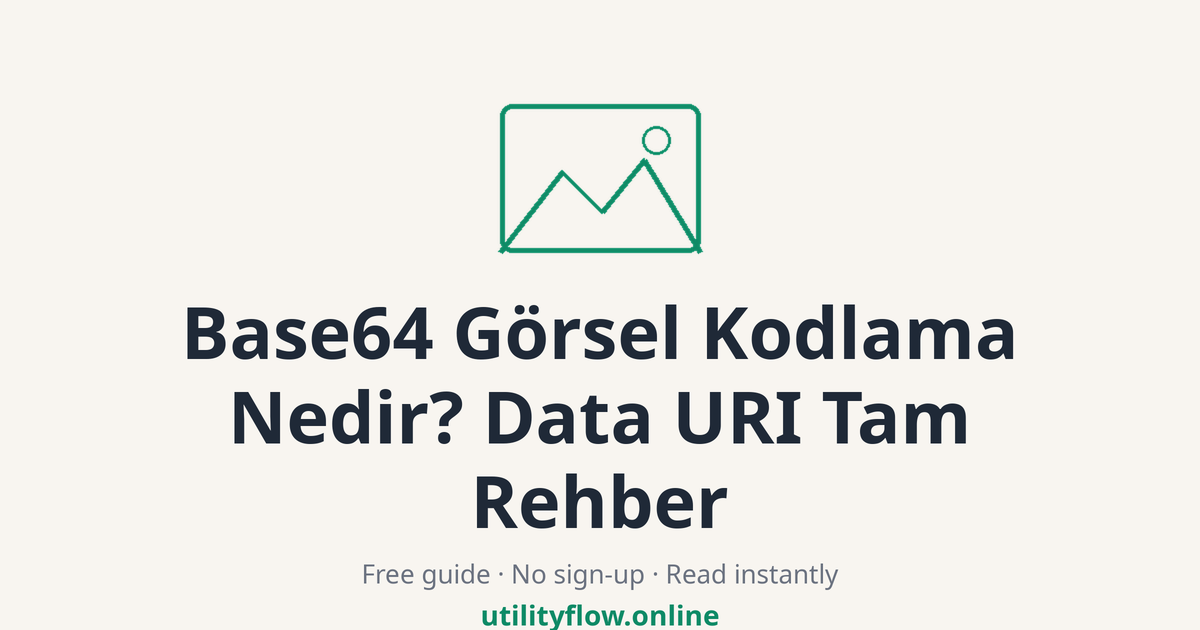 Base64 Görsel Kodlama
Nedir? Data URI Tam
Rehber
Free guide · No sign-up · Read instantly
utilityflow.online